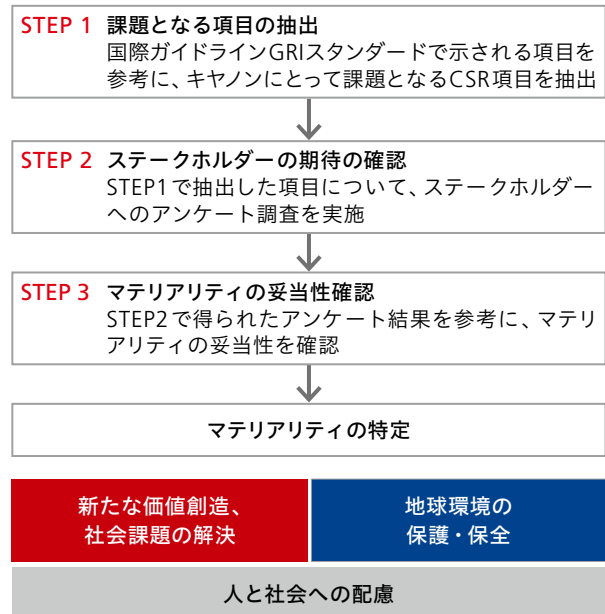 STEP 1 課題となる項目の抽出
国際ガイドラインGRIスタンダードで示される項目を
参考に、キヤノンにとって課題となるCSR項目を抽出
STEP 2 ステークホルダーの期待の確認
STEP1で抽出した項目について、ステークホルダー
へのアンケート調査を実施
STEP 3 マテリアリティの妥当性確認
STEP2で得られたアンケート結果を参考に、マテリ
アリティの妥当性を確認
マテリアリティの特定
新たな価値創造、
社会課題の解決
地球環境の
保護・保全
人と社会への配慮